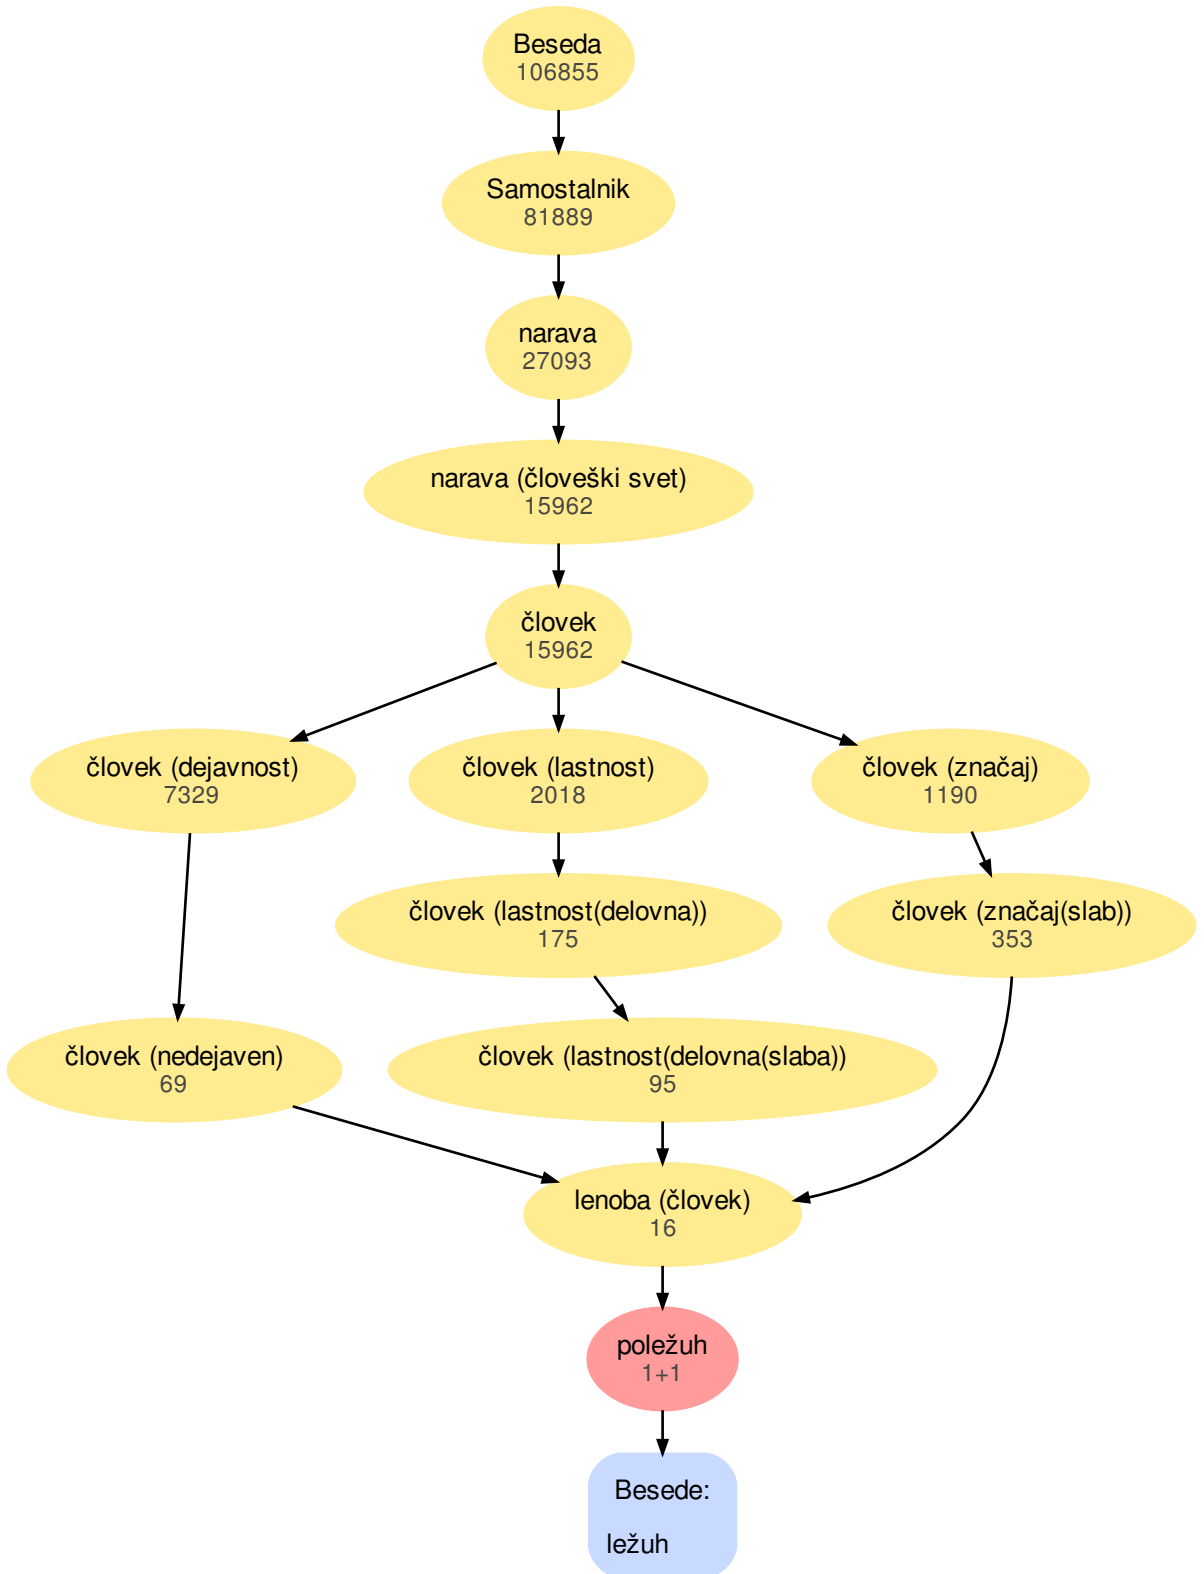 Beseda
106855
Samostalnik
81889
narava
27093
narava (človeški svet)
15962
človek
15962
človek (dejavnost)
7329
človek (lastnost)
2018
človek (značaj)
1190
človek (lastnost(delovna))
175
človek (značaj(slab))
353
človek (nedejaven)
69
človek (lastnost(delovna(slaba))
95
lenoba (človek)
16
poležuh
1+1
Besede:
ležuh